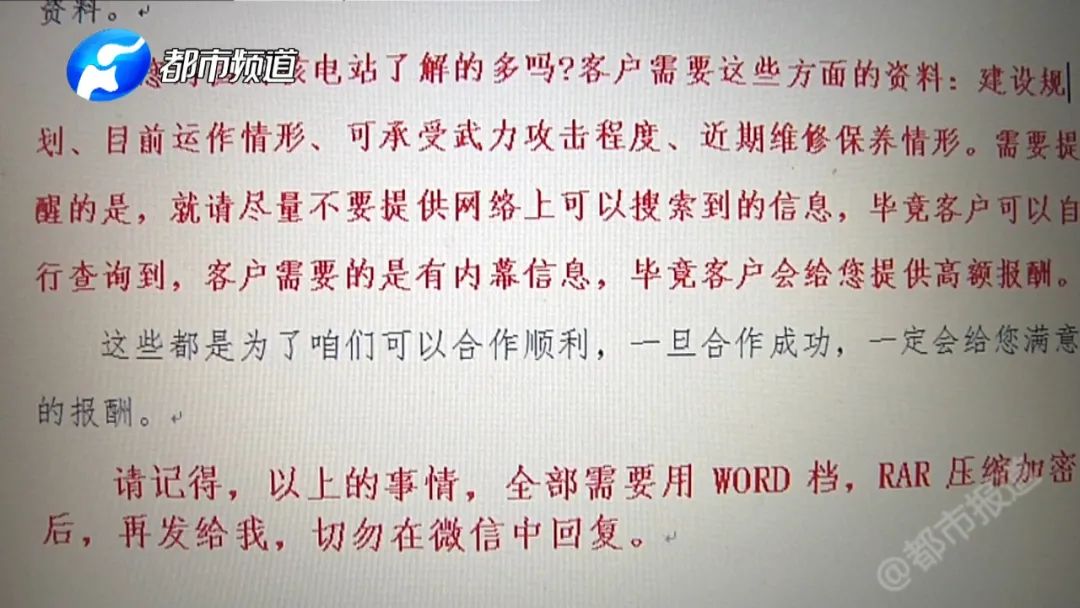 资料。
都市频道
核电站了解的多吗?客户需要这些方面的资料：建设规
划、目前运作情形、可承受武力攻击程度、近期维修保养情形。需要提
醒的是，就请尽量不要提供网络上可以搜索到的信息，毕竟客户可以自
行查询到，客户需要的是有内幕信息，毕竟客户会给您提供高额报酬。
这些都是为了咱们可以合作顺利，一旦合作成功，一定会给您满意
的报酬。
请记得，以上的事情，全部需要用 WORD 档，RAR 压缩加密
后，再发给我，切勿在微信中回复。
@都市报道